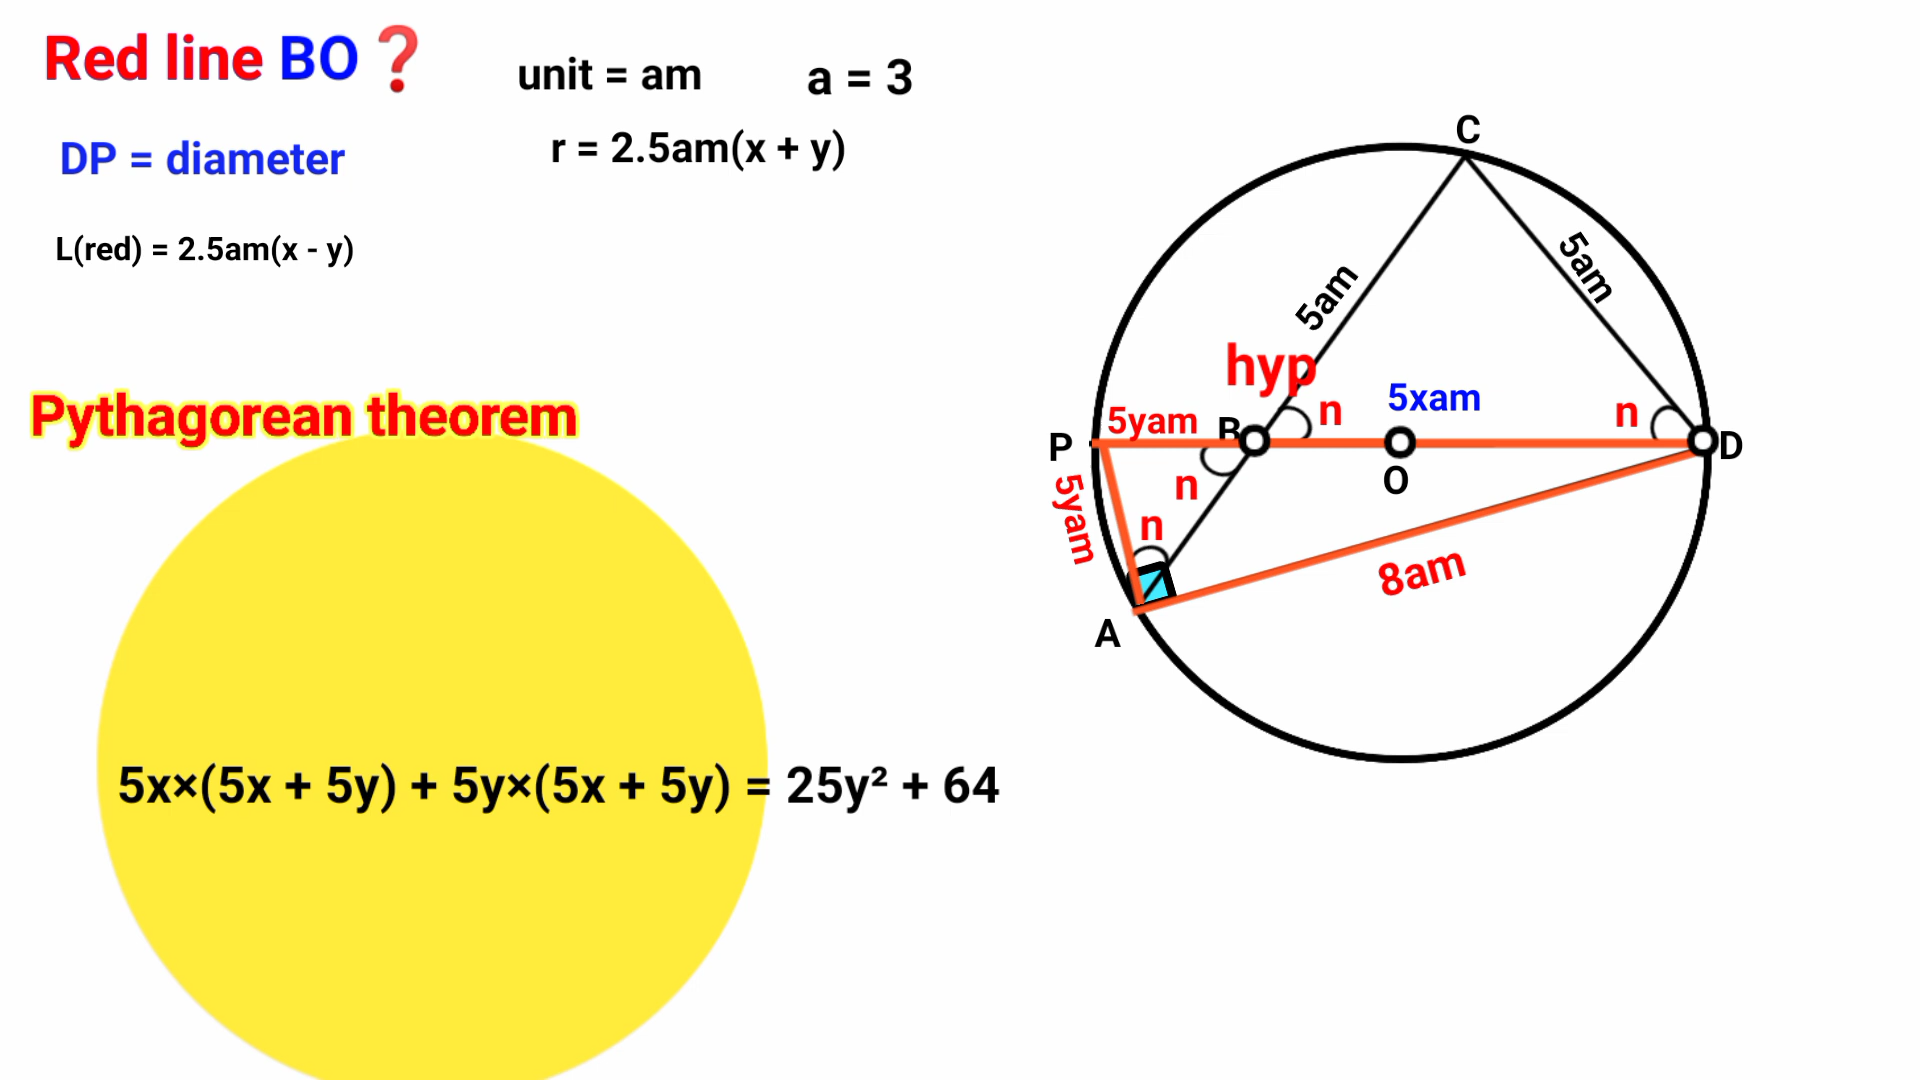 Red line BO❓
unit = am
a = 3
DP = diameter
r = 2.5am(x + y)
L(red) = 2.5am(x - y)
Pythagorean theorem
5x×(5x + 5y) + 5y×(5x + 5y) = 25y² + 64
C
5am
5am
hyp
5yam
B
n
5xam
n
P
D
O
n
5yam
n
8am
A